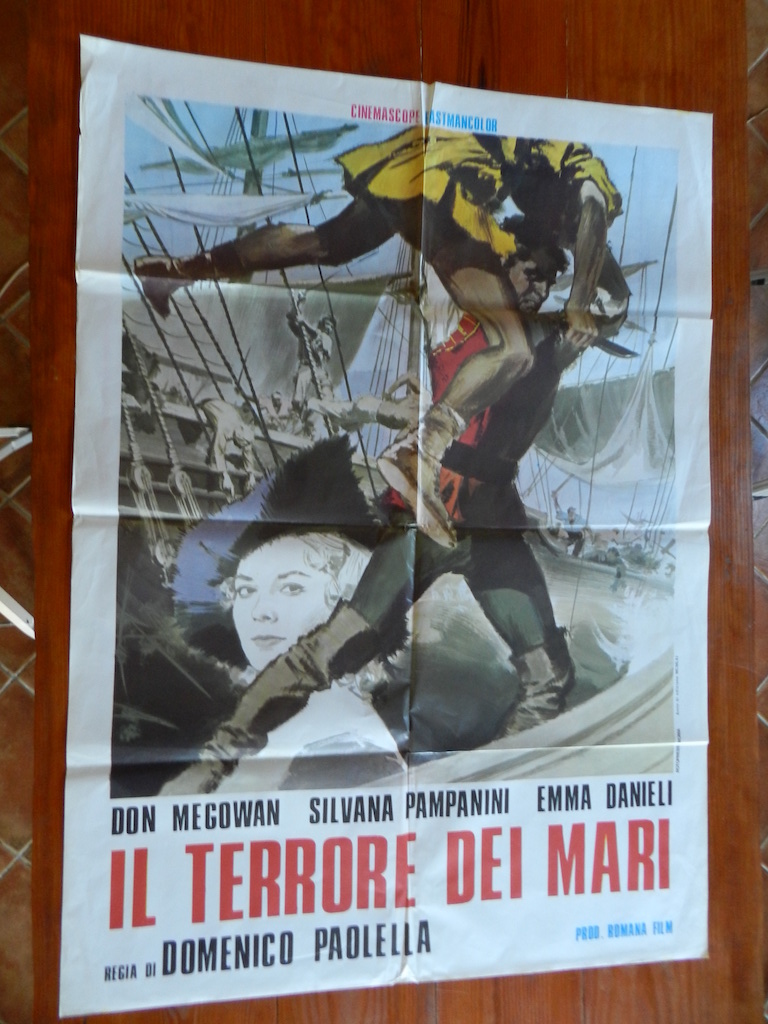 CINEMASCOPE EASTMANCOLOR
DON MEGOWAN SILVANA PAMPANINI EMMA DANIELI
IL TERRORE DEI MARI
REGIA DI DOMENICO PAOLELLA
PROD. ROMANA FILM